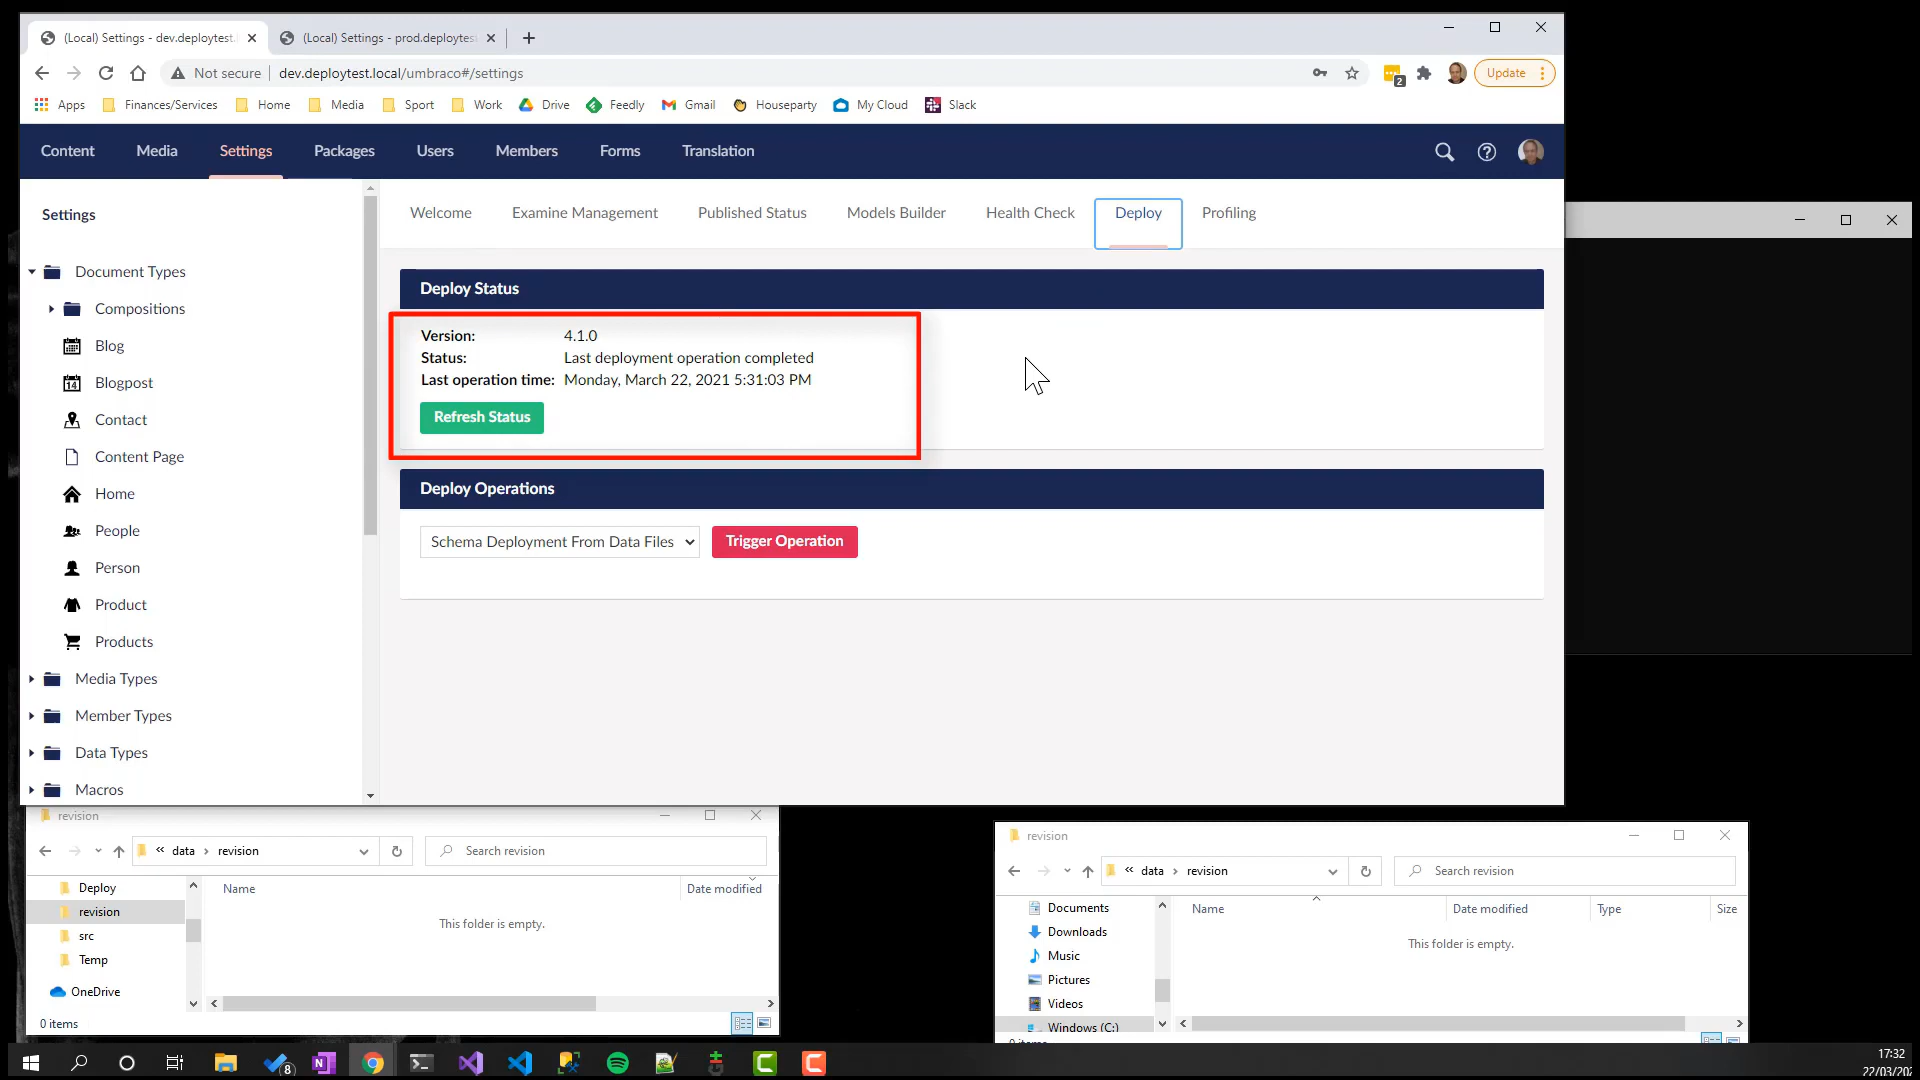 (Local) Settings - dev.deploytest.
(Local) Settings - prod.deploytes
Not secure
dev.deploytest.local/umbraco#/settings
2
Update
Apps
Finances/Services
Home
Media
Sport
Work
Drive
Feedly
Gmail
Houseparty
My Cloud
Slack
Content
Media
Settings
Packages
Users
Members
Forms
Translation
Settings
Welcome
Examine Management
Published Status
Models Builder
Health Check
Deploy
Profiling
Document Types
Compositions
Blog
14
Blogpost
Contact
Content Page
Home
People
Person
Product
Products
Media Types
Member Types
Data Types
Macros
Deploy Status
Version: 4.1.0
Status: Last deployment operation completed
Last operation time: Monday, March 22, 2021 5:31:03 PM
Refresh Status
Deploy Operations
Schema Deployment From Data Files
Trigger Operation
revision
« data › revision
Search revision
Deploy
revision
src
Temp
OneDrive
Name
Date modified
This folder is empty.
0 items
revision
« data › revision
Search revision
Documents
Downloads
Music
Pictures
Videos
Windows (C:)
Name
Date modified
Type
Size
This folder is empty.
8
17:32
22/03/202